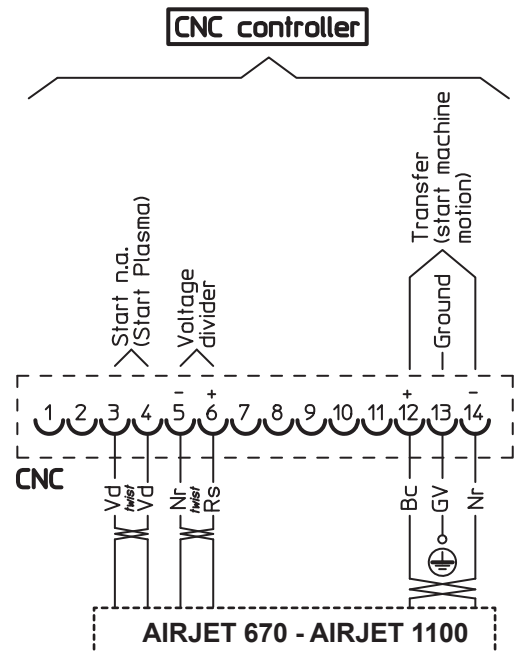 CNC controller
Start n.a.
(Start Plasma)
Voltage
divider
Transfer
(start machine
motion)
Ground
- + + -
1 2 3 4 5 6 7 8 9 10 11 12 13 14
CNC
Vd twist Vd Nr twist Rs Bc GV Nr
AIRJET 670 - AIRJET 1100